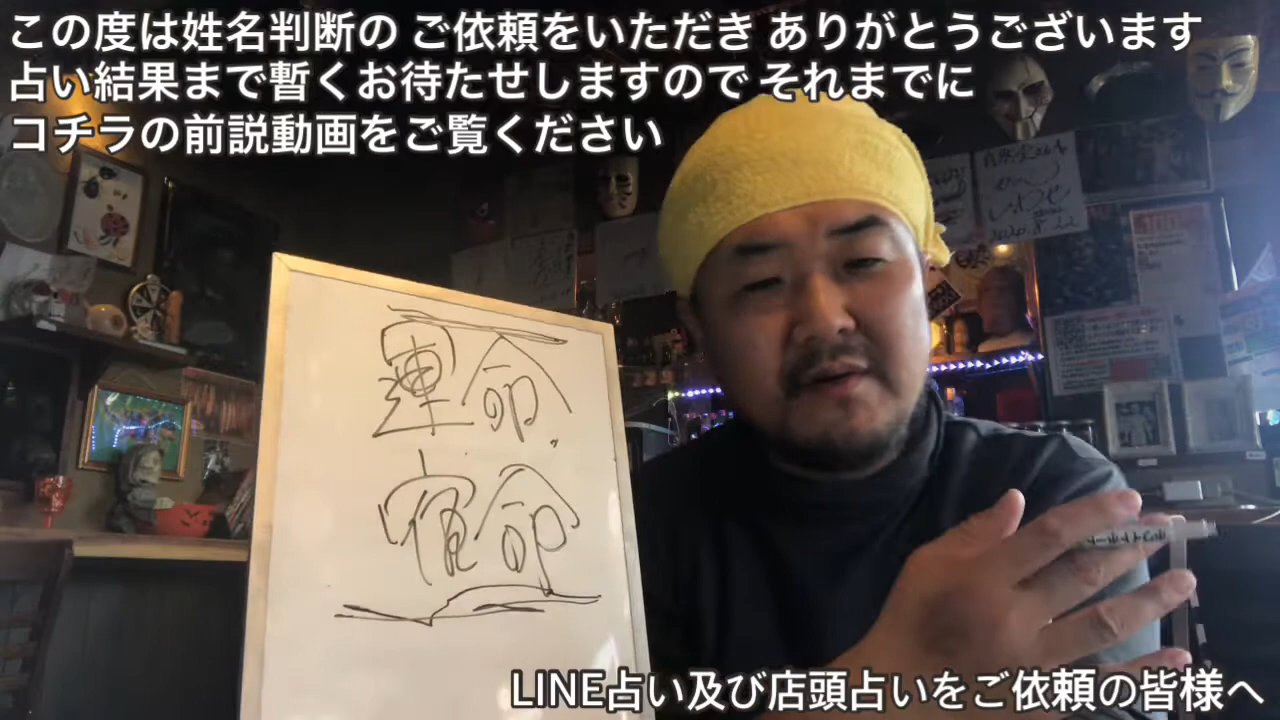 この度は姓名判断の ご依頼をいただき ありがとうございます
占い結果まで暫くお待たせしますので それまでに
コチラの前説動画をご覧ください
運命
宿命
LINE占い及び店頭占いをご依頼の皆様へ